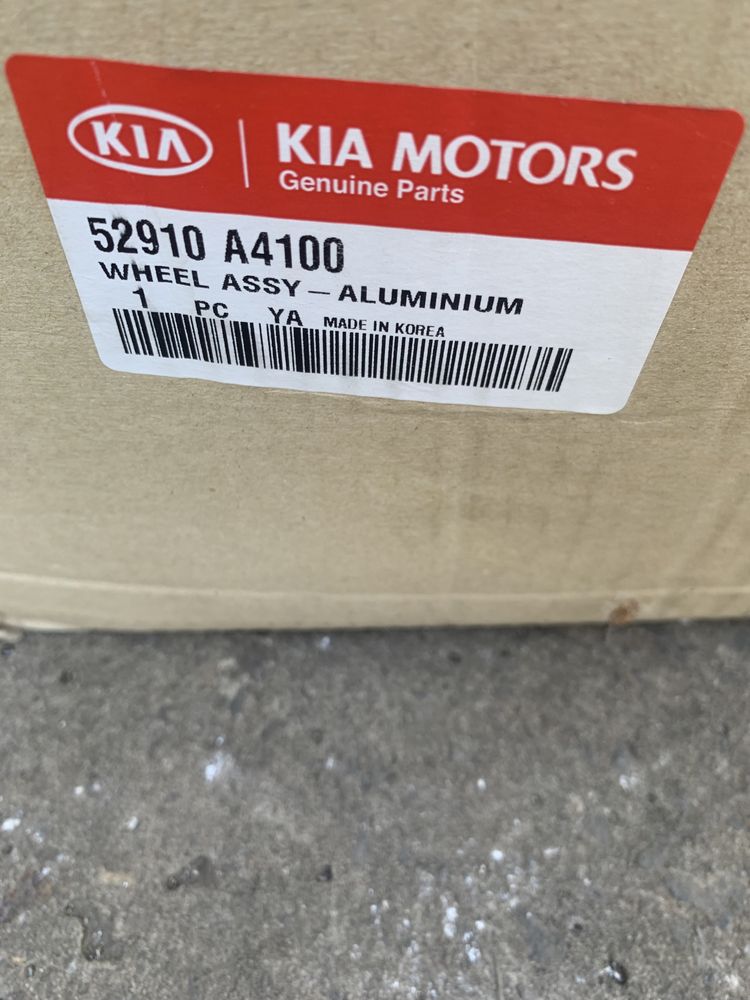 KIA
KIA MOTORS
Genuine Parts
52910 A4100
WHEEL ASSY — ALUMINIUM
1 PC YA MADE IN KOREA